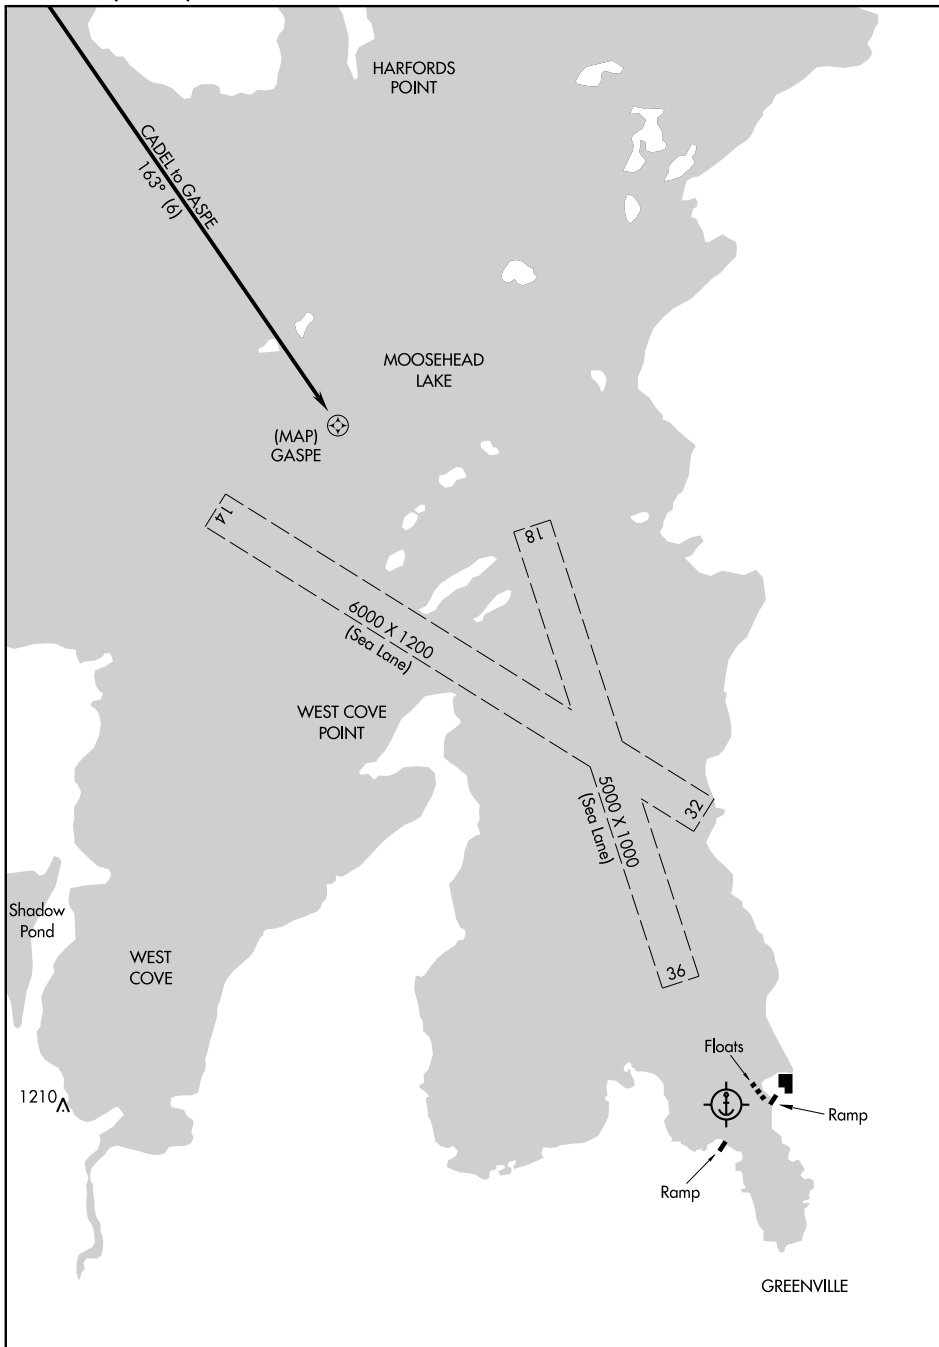 HARFORDS
POINT
CADEL to GASPE
163° (6)
MOOSEHEAD
LAKE
(MAP)
GASPE
14
18
6000 X 1200
(Sea Lane)
WEST COVE
POINT
5000 X 1000
(Sea Lane)
32
Shadow
Pond
WEST
COVE
36
Floats
1210
Ramp
Ramp
GREENVILLE